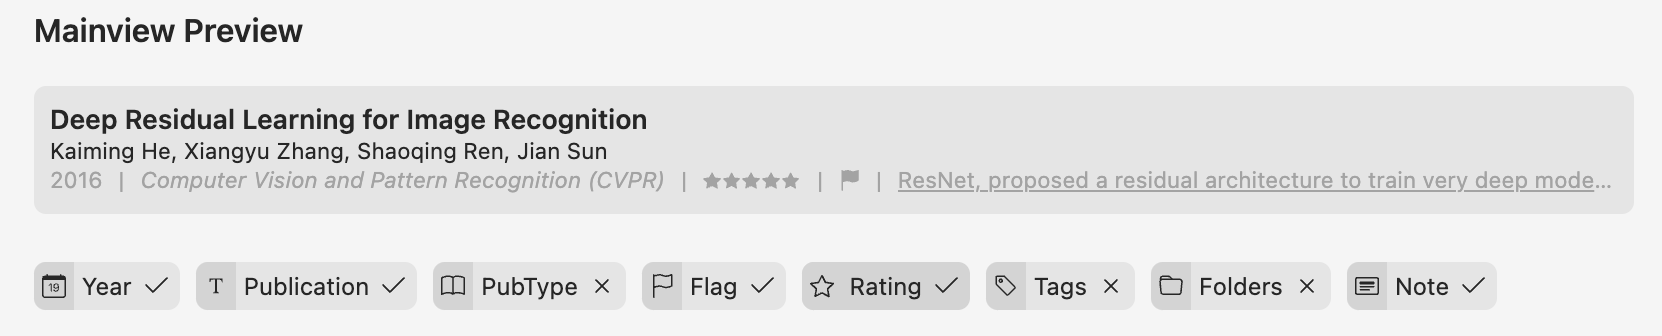 Mainview Preview
Deep Residual Learning for Image Recognition
Kaiming He, Xiangyu Zhang, Shaoqing Ren, Jian Sun
2016 | Computer Vision and Pattern Recognition (CVPR) | ★★★★★ | | ResNet, proposed a residual architecture to train very deep mode...
19 Year ✓ T Publication ✓ PubType × Flag ✓ Rating ✓ Tags × Folders × Note ✓